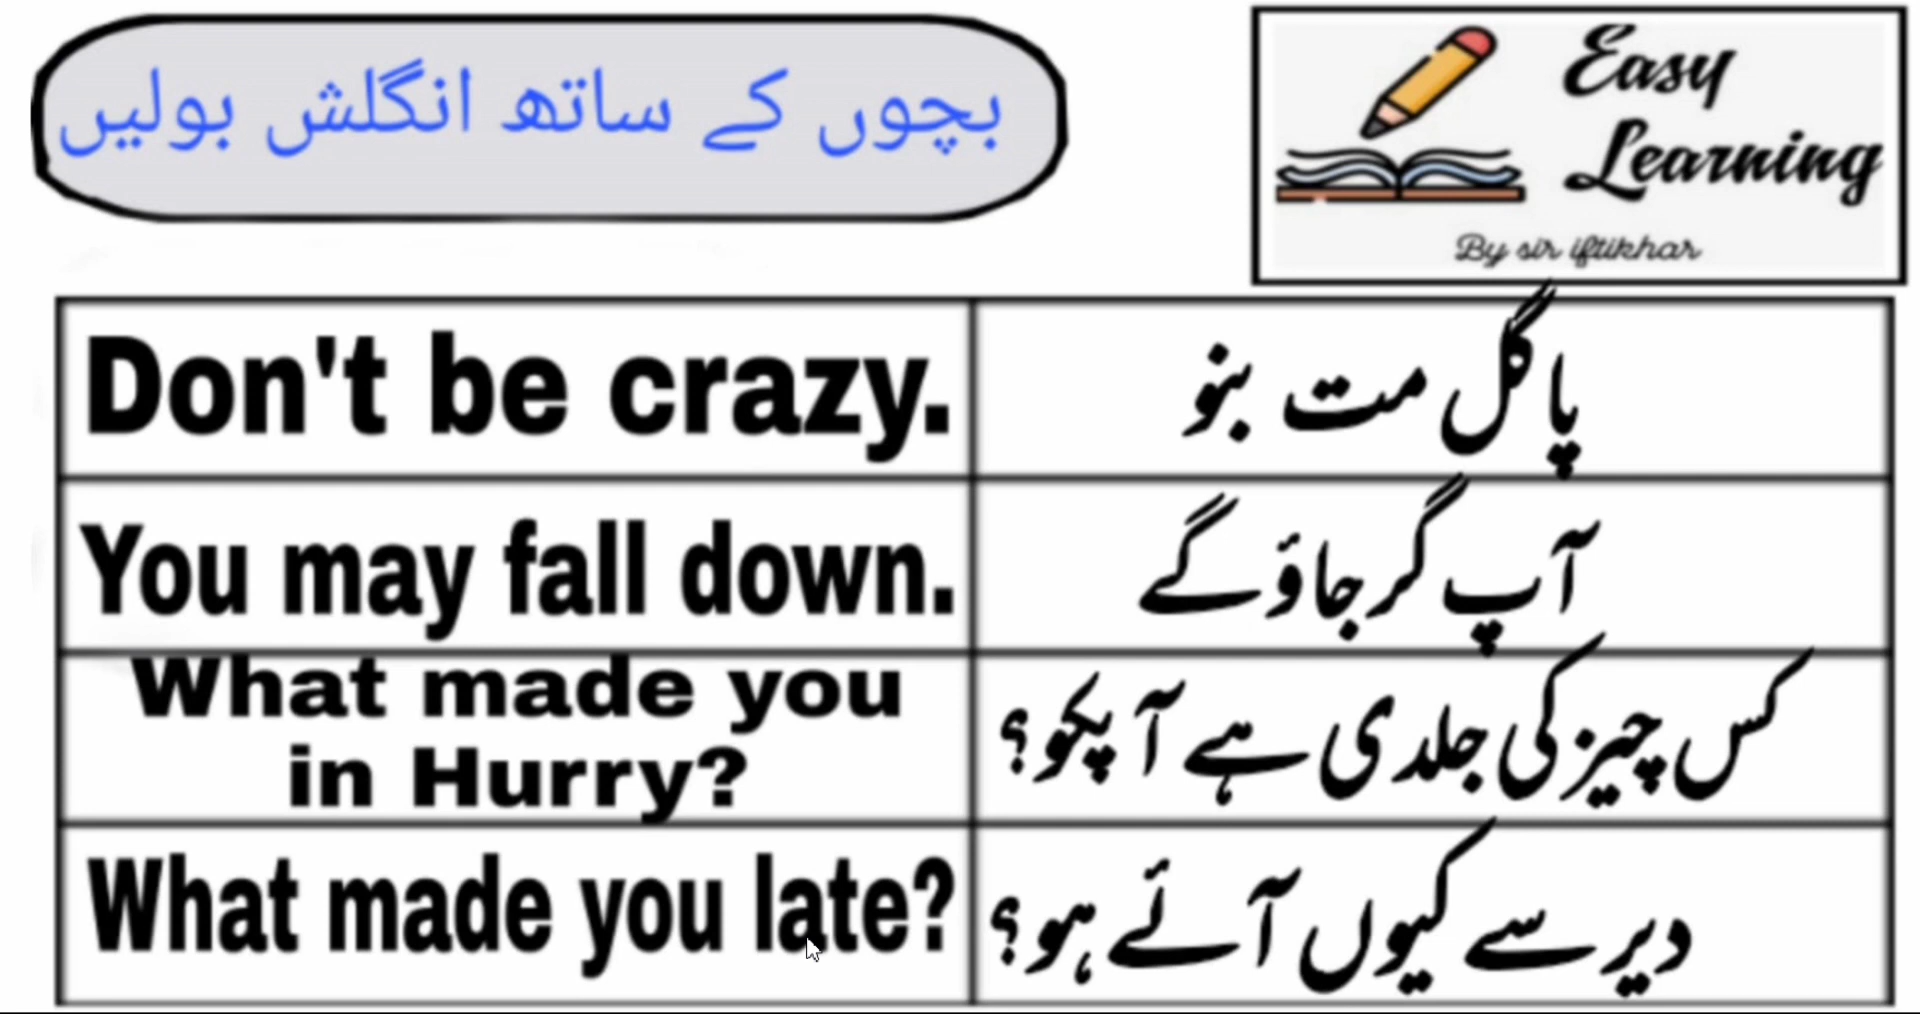 بچوں کے ساتھ انگلش بولیں
Easy
Learning
By sir iftikhar
Don't be crazy.
پاگل مت بنو
You may fall down.
آپ گر جاؤ گے
What made you
in Hurry?
کس چیز کی جلدی ہے آپکو؟
What made you late?
دیر سے کیوں آئے ہو؟